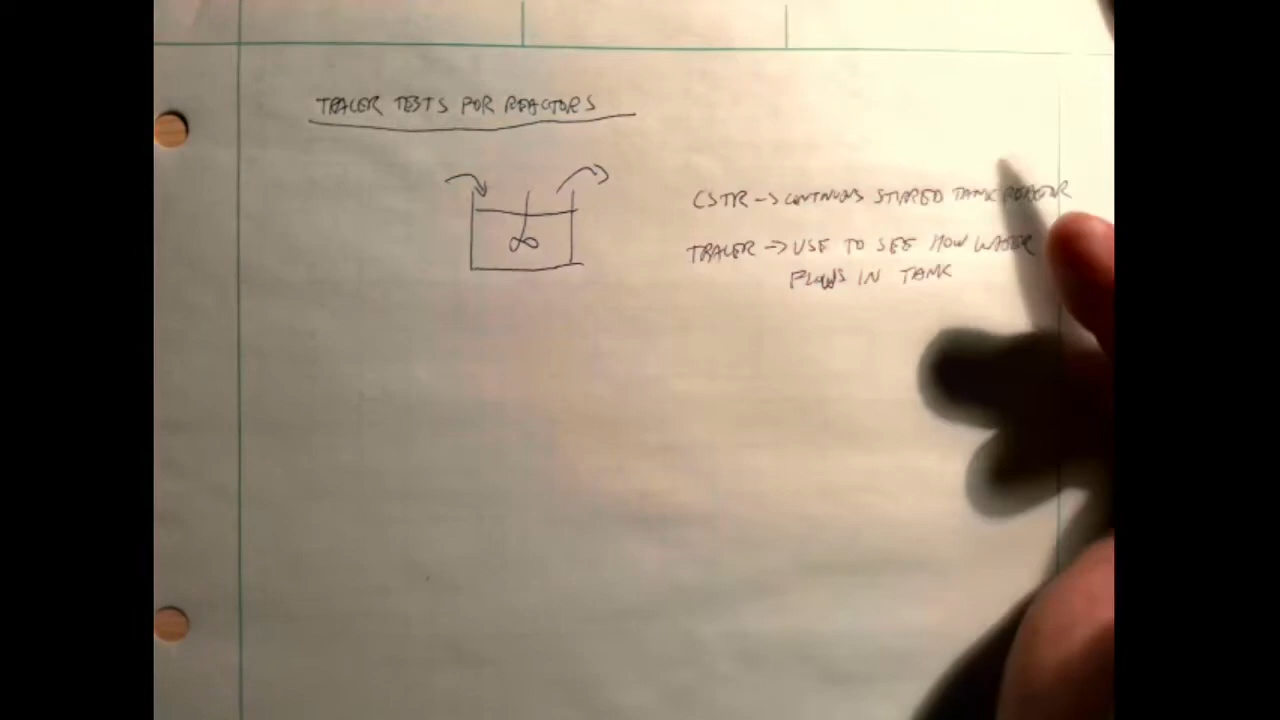 TRACER TESTS FOR REACTORS
CSTR → CONTINUOUS STIRRED TANK REACTOR
TRACER → USE TO SEE HOW WATER
FLOWS IN TANK